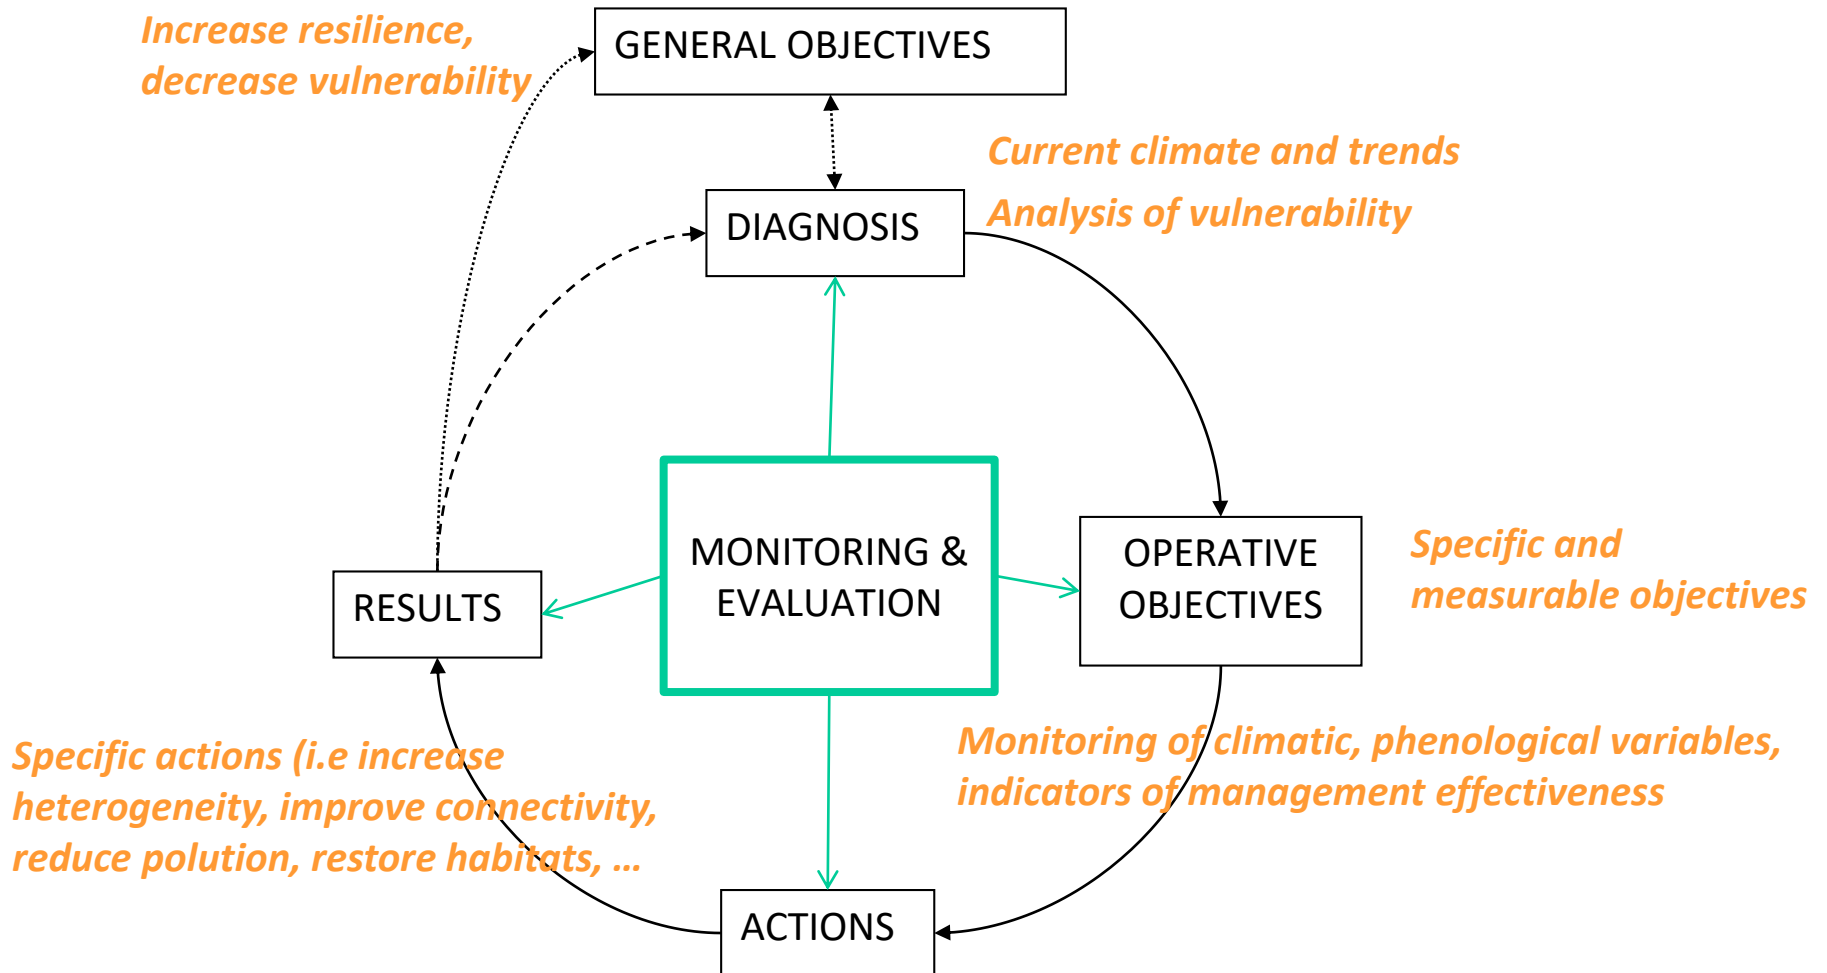 Increase resilience,
decrease vulnerability
GENERAL OBJECTIVES
Current climate and trends
Analysis of vulnerability
DIAGNOSIS
MONITORING &
EVALUATION
OPERATIVE
OBJECTIVES
Specific and
measurable objectives
RESULTS
Monitoring of climatic, phenological variables,
indicators of management effectiveness
Specific actions (i.e increase
heterogeneity, improve connectivity,
reduce polution, restore habitats, ...
ACTIONS